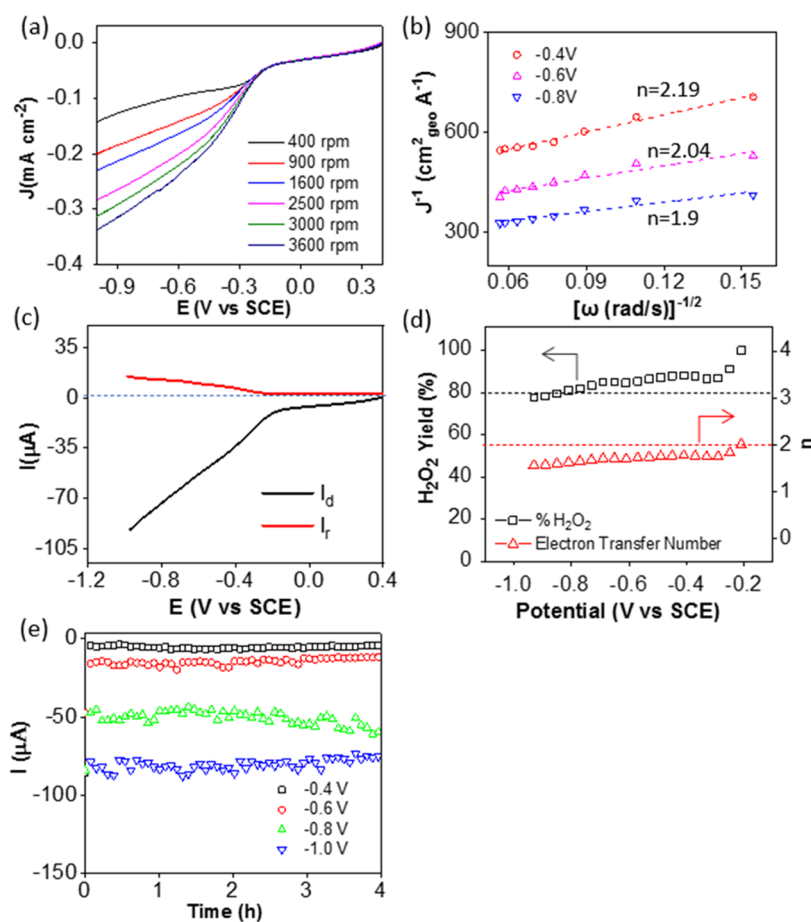 (a)
0.0
-0.1
-0.2
-0.3
-0.4
J(mA cm-2)
400 rpm
900 rpm
1600 rpm
2500 rpm
3000 rpm
3600 rpm
-0.9 -0.6 -0.3 0.0 0.3
E (V vs SCE)
(b)
900
600
300
J-1 (cm2geo A-1)
-0.4V
-0.6V
-0.8V
n=2.19
n=2.04
n=1.9
0.06 0.09 0.12 0.15
[ω (rad/s)]-1/2
(c)
35
0
-35
-70
-105
I(µA)
Id
Ir
-1.2 -0.8 -0.4 0.0 0.4
E (V vs SCE)
(d)
100
80
60
40
20
0
H2O2 Yield (%)
4
3
2
1
0
n
% H2O2
Electron Transfer Number
-1.0 -0.8 -0.6 -0.4 -0.2
Potential (V vs SCE)
(e)
0
-50
-100
-150
I (µA)
-0.4 V
-0.6 V
-0.8 V
-1.0 V
0 1 2 3 4
Time (h)